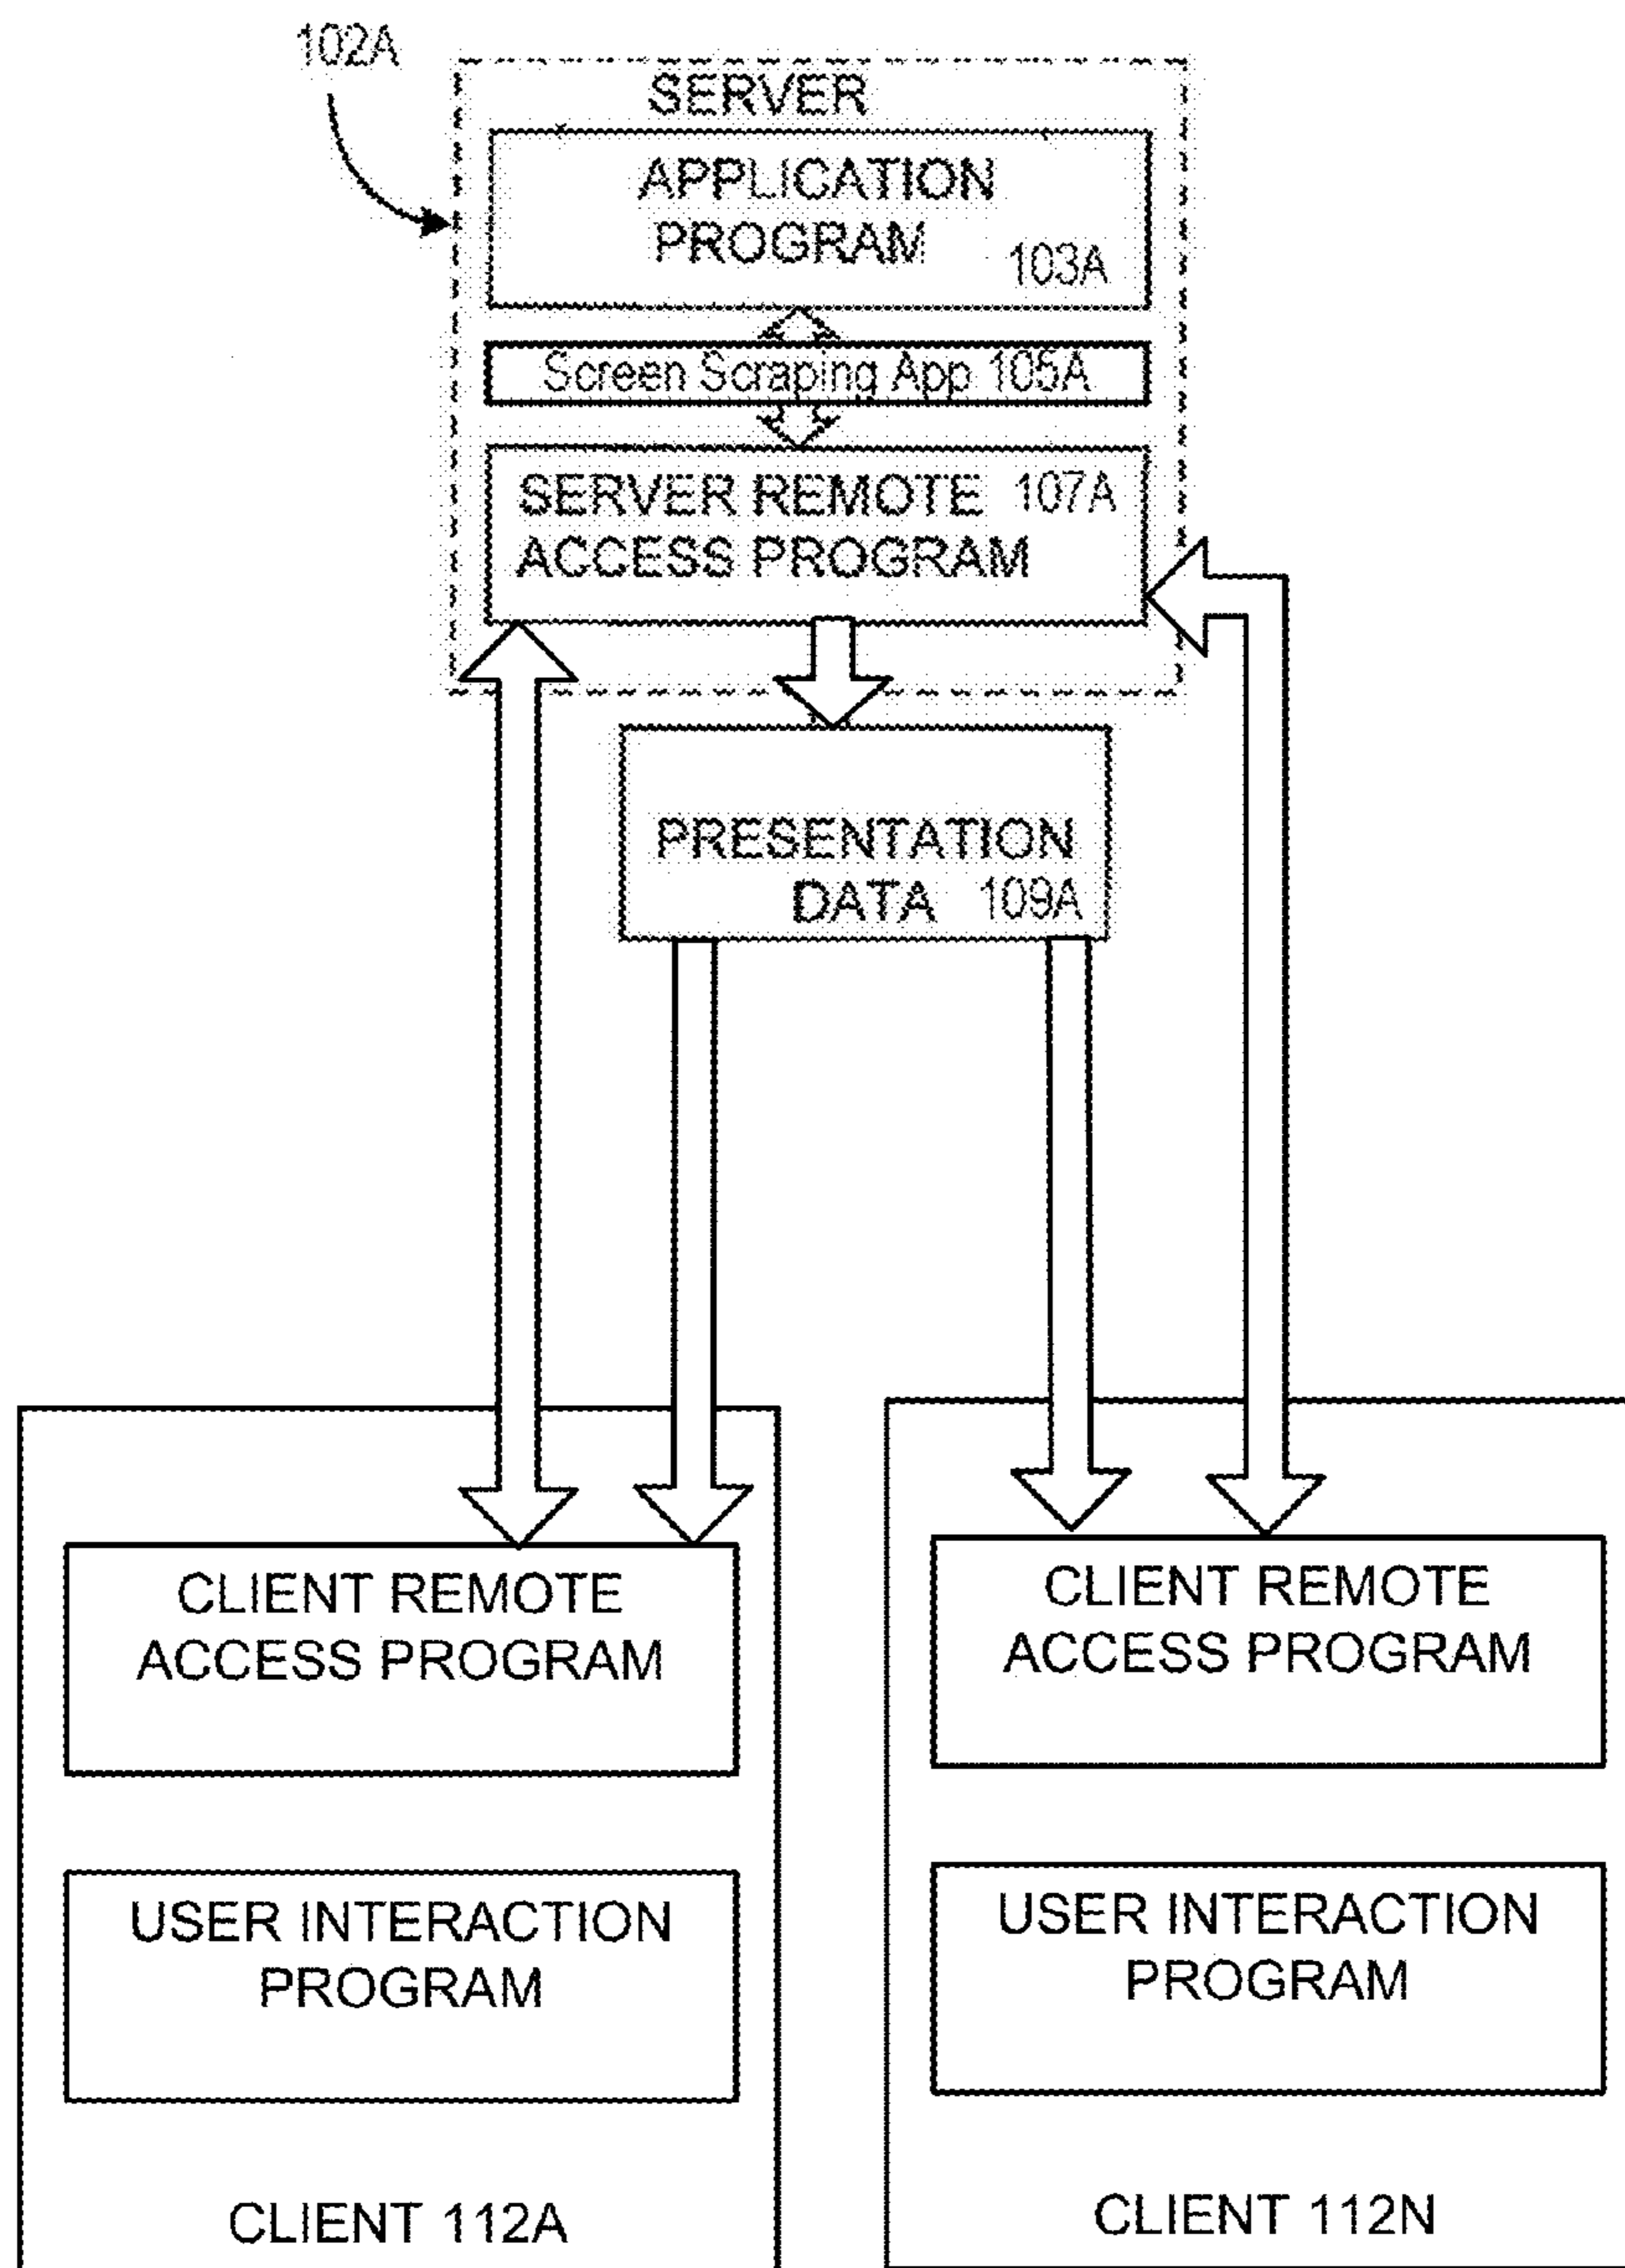 102A
SERVER
APPLICATION
PROGRAM
103A
Screen Scraping App 105A
SERVER REMOTE 107A
ACCESS PROGRAM
PRESENTATION
DATA 109A
CLIENT REMOTE
ACCESS PROGRAM
USER INTERACTION
PROGRAM
CLIENT 112A
CLIENT REMOTE
ACCESS PROGRAM
USER INTERACTION
PROGRAM
CLIENT 112N